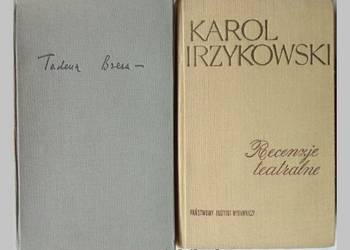 Tadeusz Breza
KAROL
IRZYKOWSKI
Recenzje
teatralne
PAŃSTWOWY INSTYTUT WYDAWNICZY